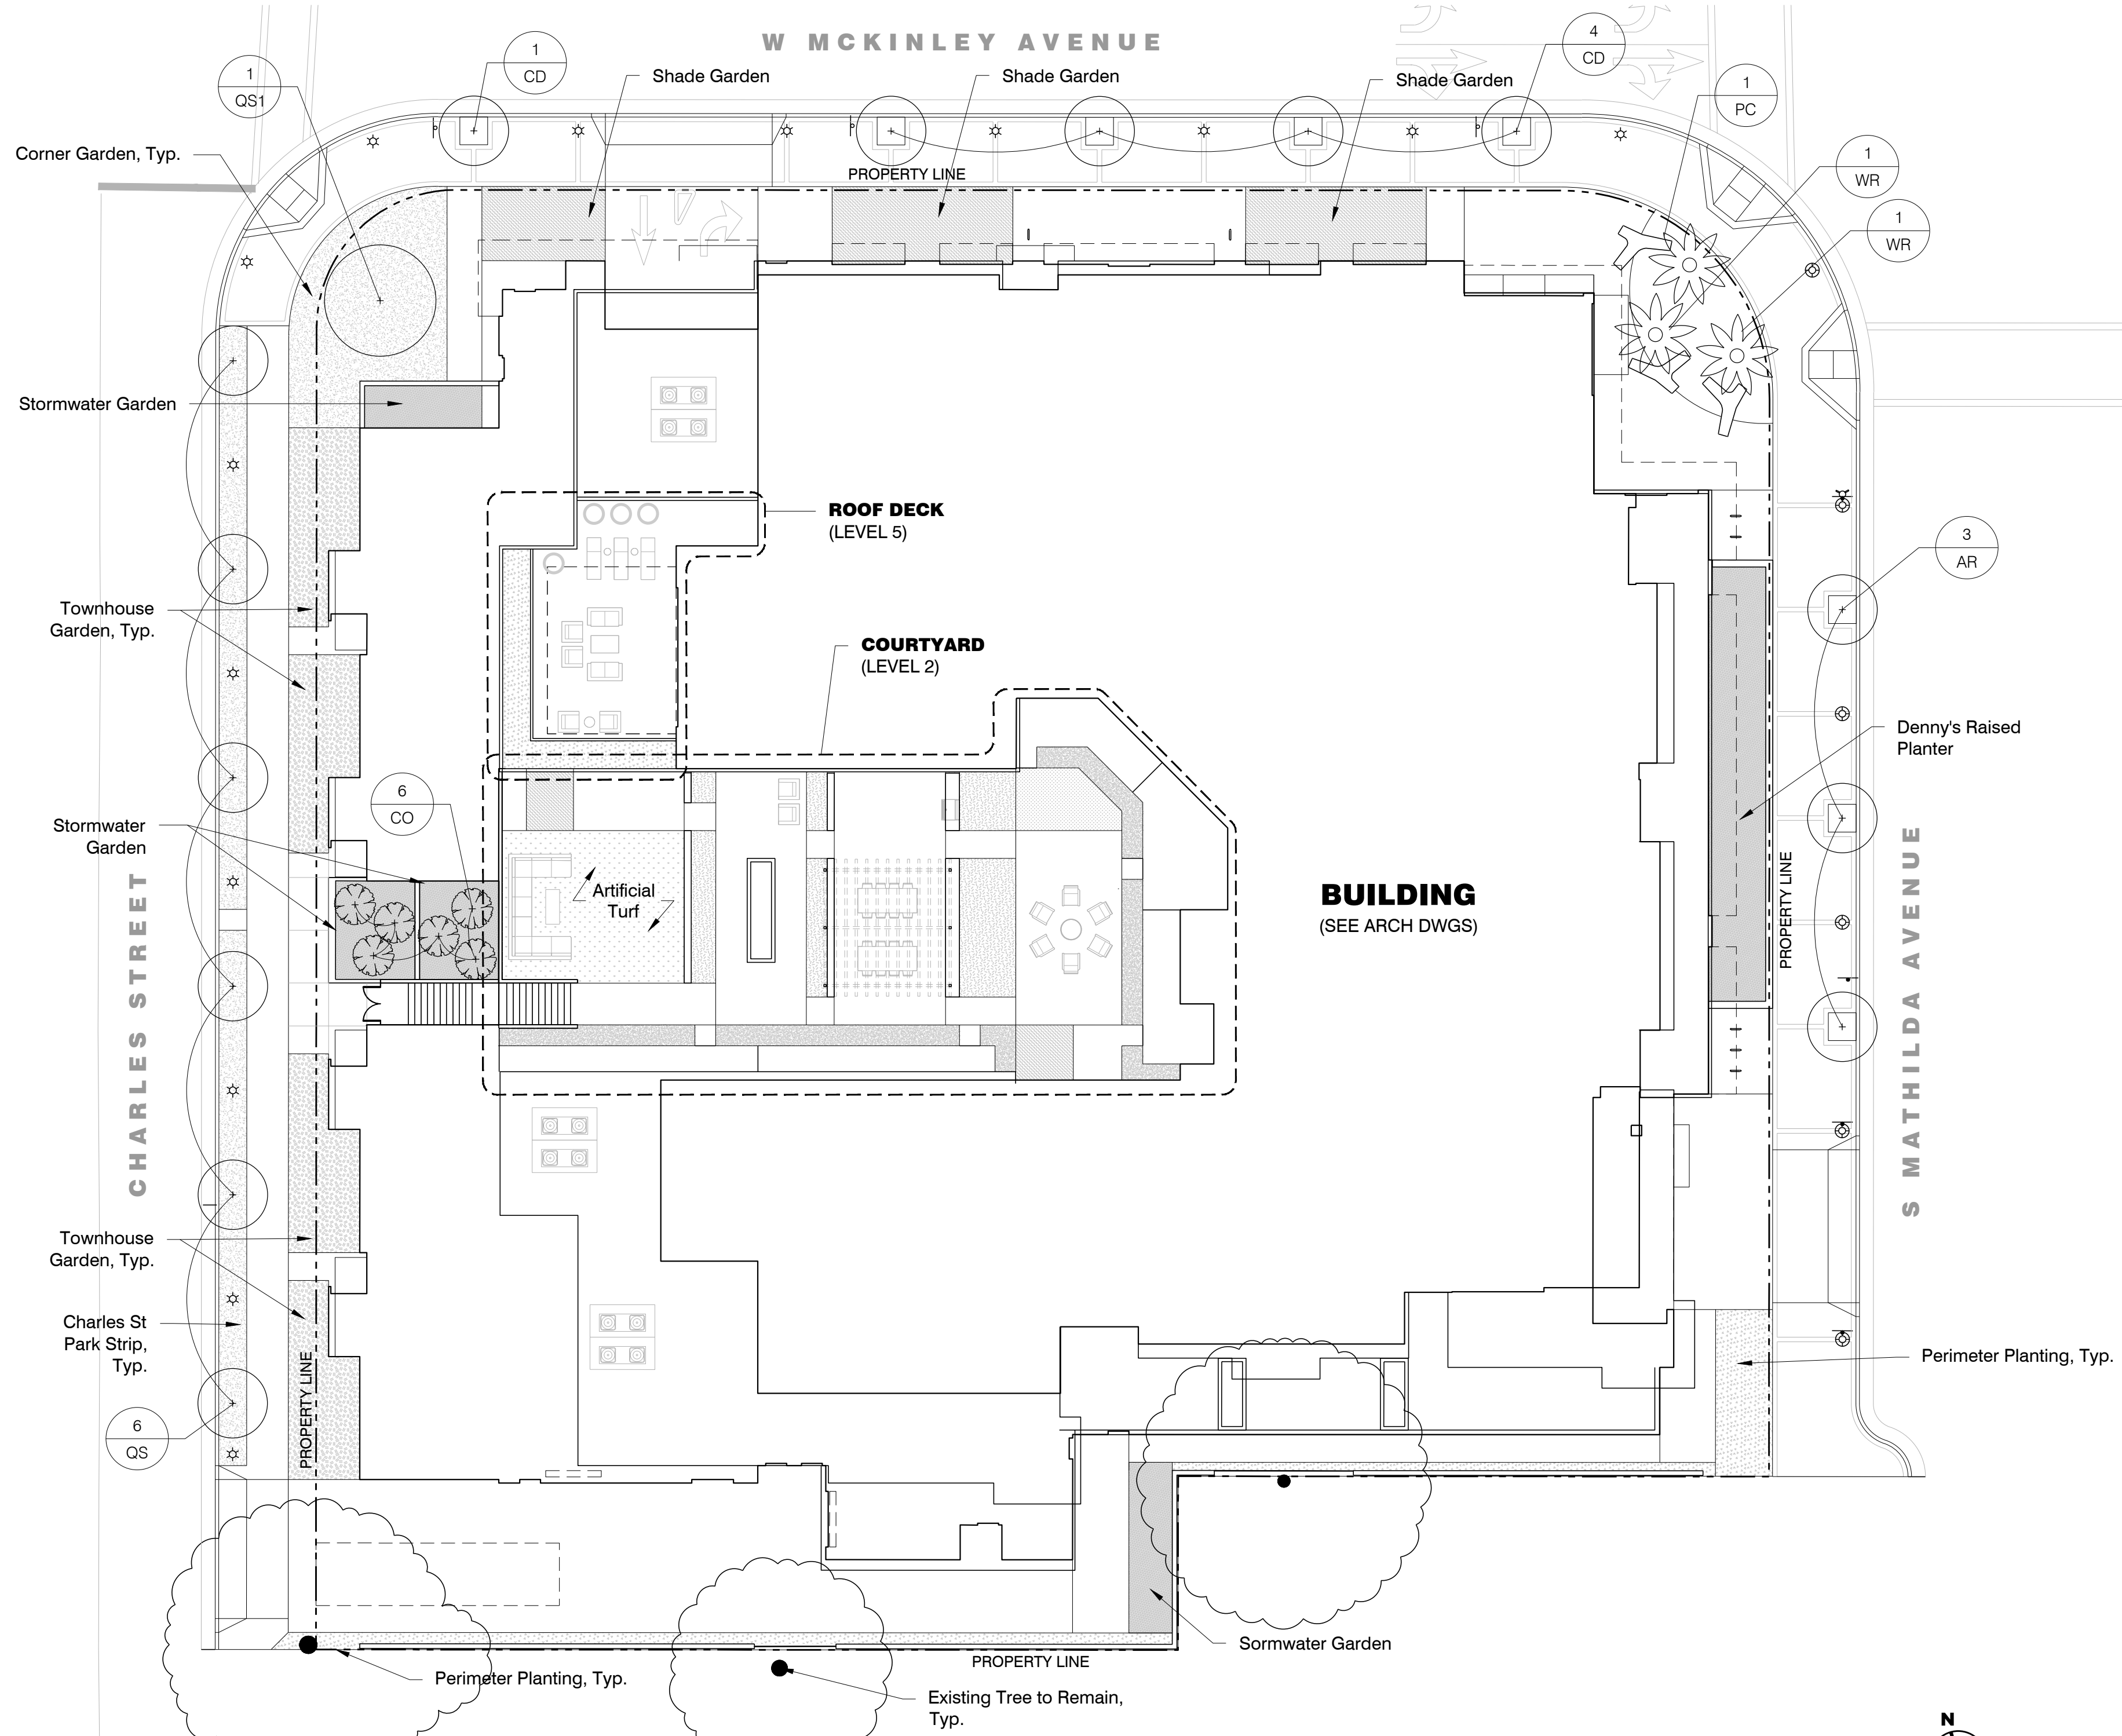 W MCKINLEY AVENUE
1
CD
4
CD
1
QS1
Shade Garden
Shade Garden
Shade Garden
1
PC
Corner Garden, Typ.
PROPERTY LINE
1
WR
1
WR
Stormwater Garden
ROOF DECK
(LEVEL 5)
3
AR
Townhouse
Garden, Typ.
COURTYARD
(LEVEL 2)
Denny's Raised
Planter
6
CO
Stormwater
Garden
Artificial
Turf
BUILDING
(SEE ARCH DWGS)
PROPERTY LINE
CHARLES STREET
S MATHILDA AVENUE
Townhouse
Garden, Typ.
Charles St
Park Strip,
Typ.
PROPERTY LINE
Perimeter Planting, Typ.
6
QS
Sormwater Garden
PROPERTY LINE
Perimeter Planting, Typ.
Existing Tree to Remain,
Typ.
N